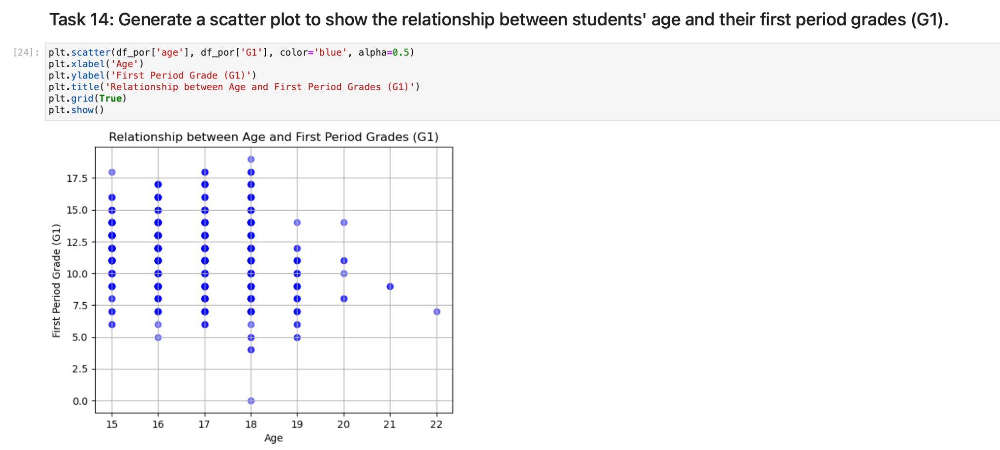 Task 14: Generate a scatter plot to show the relationship between students' age and their first period grades (G1).
[24]:
plt.scatter(df_por['age'], df_por['G1'], color='blue', alpha=0.5)
plt.xlabel('Age')
plt.ylabel('First Period Grade (G1)')
plt.title('Relationship between Age and First Period Grades (G1)')
plt.grid(True)
plt.show()
Relationship between Age and First Period Grades (G1)
First Period Grade (G1)
17.5
15.0
12.5
10.0
7.5
5.0
2.5
0.0
15 16 17 18 19 20 21 22
Age